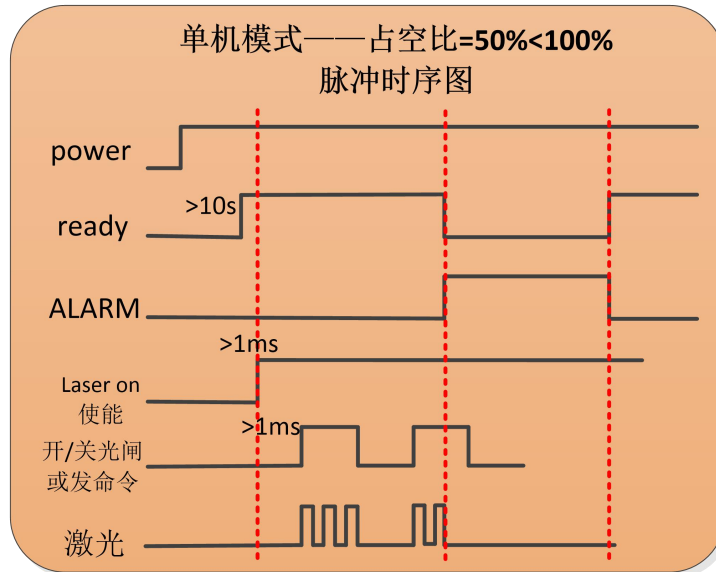 单机模式——占空比=50%<100%
脉冲时序图
power
>10s
ready
ALARM
>1ms
Laser on
使能
>1ms
开/关光闸
或发命令
激光